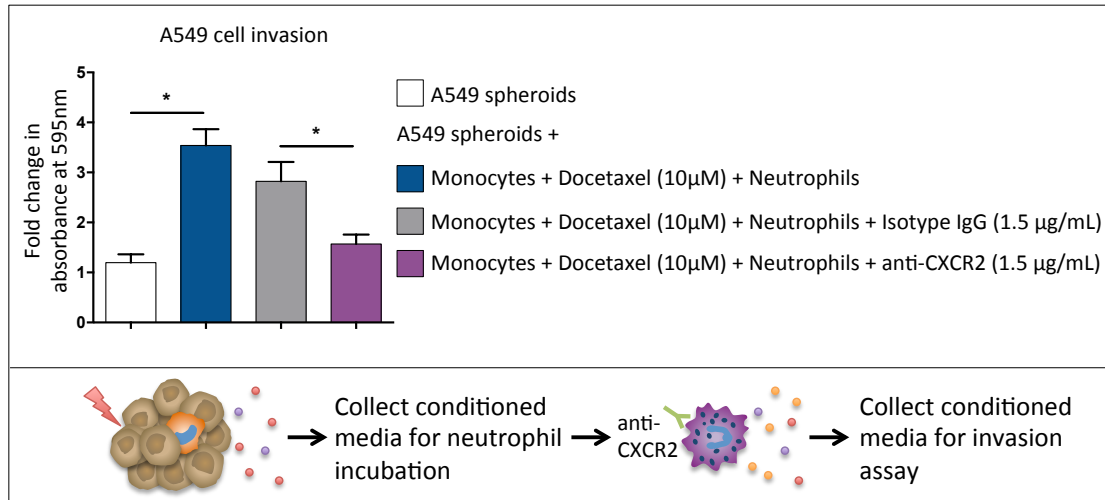 A549 cell invasion
Fold change in
absorbance at 595nm
5
4
3
2
1
0
*
*
A549 spheroids
A549 spheroids +
Monocytes + Docetaxel (10µM) + Neutrophils
Monocytes + Docetaxel (10µM) + Neutrophils + Isotype IgG (1.5 µg/mL)
Monocytes + Docetaxel (10µM) + Neutrophils + anti-CXCR2 (1.5 µg/mL)
Collect conditioned
media for neutrophil
incubation
anti-
CXCR2
Collect conditioned
media for invasion
assay